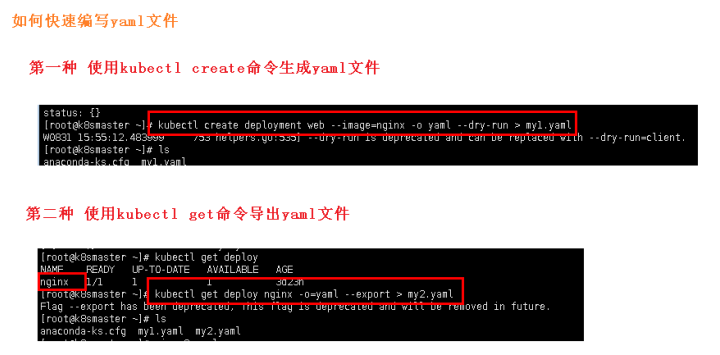 如何快速编写yaml文件
第一种 使用kubectl create命令生成yaml文件
status: {}
[root@k8smaster ~]# kubectl create deployment web --image=nginx -o yaml --dry-run > my1.yaml
W0831 15:55:12.483999 753 helpers.go:535] --dry-run is deprecated and can be replaced with --dry-run=client.
[root@k8smaster ~]# ls
anaconda-ks.cfg my1.yaml
第二种 使用kubectl get命令导出yaml文件
[root@k8smaster ~]# kubectl get deploy
NAME READY UP-TO-DATE AVAILABLE AGE
nginx 1/1 1 1 3d23h
[root@k8smaster ~]# kubectl get deploy nginx -o=yaml --export > my2.yaml
Flag --export has been deprecated, This flag is deprecated and will be removed in future.
[root@k8smaster ~]# ls
anaconda-ks.cfg my1.yaml my2.yaml